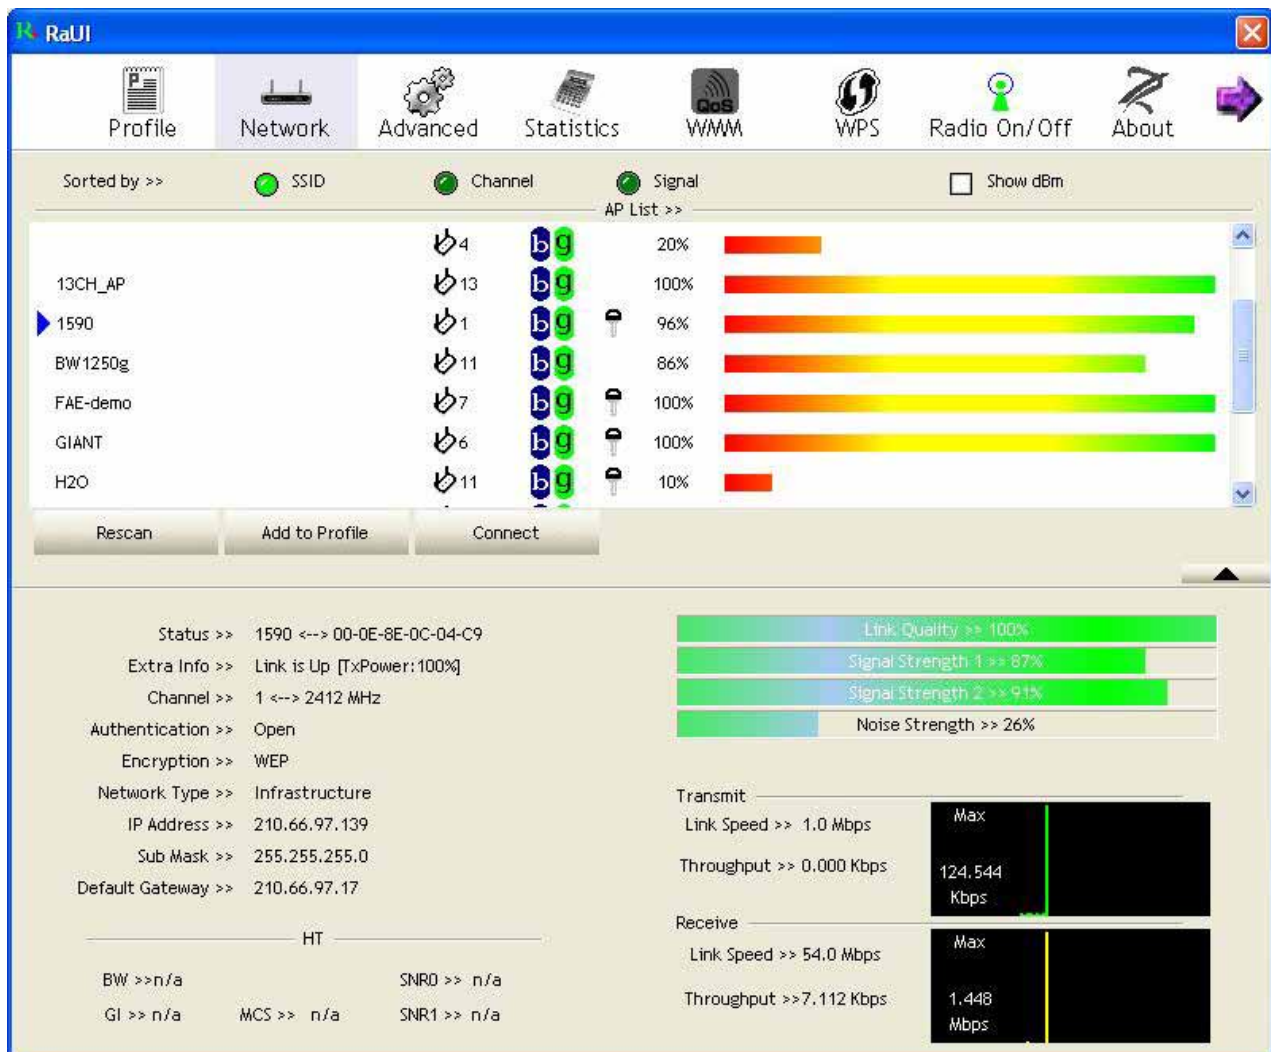 RaUI
Profile Network Advanced Statistics QoS WMM WPS Radio On/Off About
Sorted by >> SSID Channel Signal Show dBm
AP List >>
4 b g 20%
13CH_AP 13 b g 100%
1590 1 b g 96%
BW1250g 11 b g 86%
FAE-demo 7 b g 100%
GIANT 6 b g 100%
H2O 11 b g 10%
Rescan Add to Profile Connect
Status >> 1590 <--> 00-0E-8E-0C-04-C9
Extra Info >> Link is Up [TxPower:100%]
Channel >> 1 <--> 2412 MHz
Authentication >> Open
Encryption >> WEP
Network Type >> Infrastructure
IP Address >> 210.66.97.139
Sub Mask >> 255.255.255.0
Default Gateway >> 210.66.97.17
HT
BW >>n/a SNR0 >> n/a
GI >> n/a MCS >> n/a SNR1 >> n/a
Link Quality >> 100%
Signal Strength 1 >> 87%
Signal Strength 2 >> 91%
Noise Strength >> 26%
Transmit
Link Speed >> 1.0 Mbps
Throughput >> 0.000 Kbps
Max
124.544
Kbps
Receive
Link Speed >> 54.0 Mbps
Throughput >>7.112 Kbps
Max
1.448
Mbps